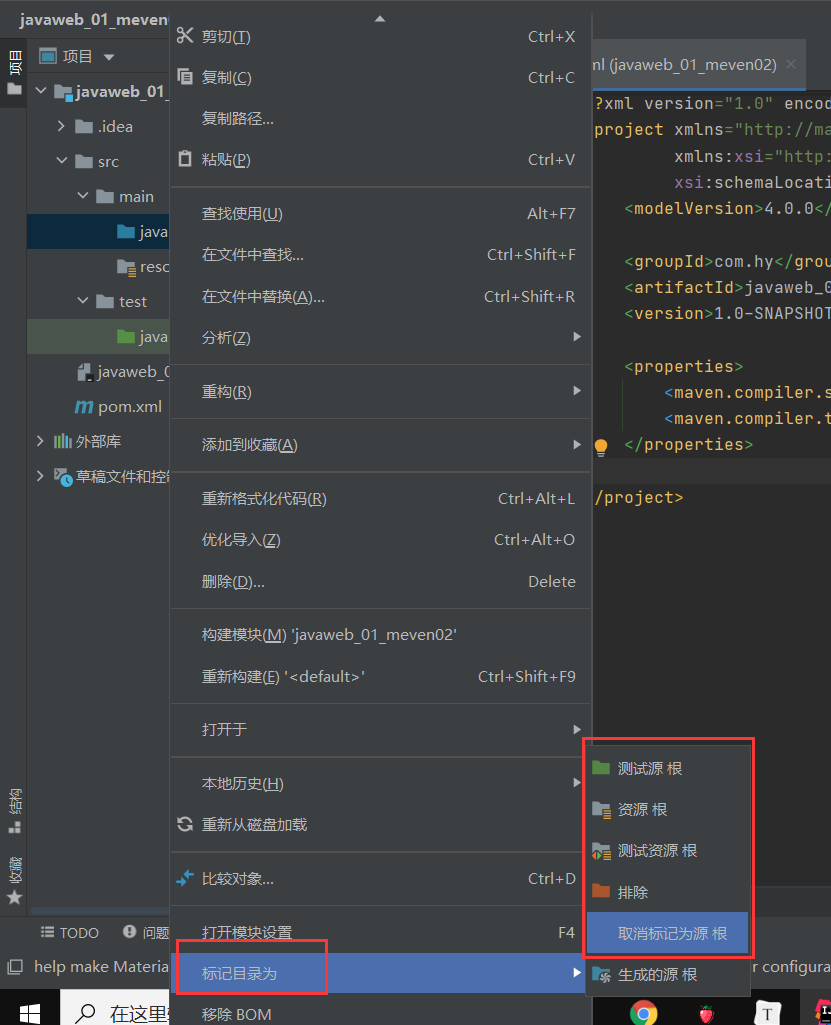 javaweb_01_meven
项目
项目
javaweb_01_
.idea
src
main
java
resc
test
java
javaweb_0
pom.xml
外部库
草稿文件和控制
结构
收藏
TODO
问题
help make Materia
在这里
剪切(T) Ctrl+X
复制(C) Ctrl+C
复制路径...
粘贴(P) Ctrl+V
查找使用(U) Alt+F7
在文件中查找... Ctrl+Shift+F
在文件中替换(A)... Ctrl+Shift+R
分析(Z)
重构(R)
添加到收藏(A)
重新格式化代码(R) Ctrl+Alt+L
优化导入(Z) Ctrl+Alt+O
删除(D)... Delete
构建模块(M) 'javaweb_01_meven02'
重新构建(E) '<default>' Ctrl+Shift+F9
打开于
本地历史(H)
重新从磁盘加载
比较对象... Ctrl+D
打开模块设置 F4
标记目录为
移除 BOM
测试源 根
资源 根
测试资源 根
排除
取消标记为源 根
生成的源 根
ml (javaweb_01_meven02)
?xml version="1.0" encod
project xmlns="http://ma
xmlns:xsi="http:
xsi:schemaLocati
<modelVersion>4.0.0</
<groupId>com.hy</grou
<artifactId>javaweb_0
<version>1.0-SNAPSHOT
<properties>
<maven.compiler.s
<maven.compiler.t
</properties>
/project>
r configura
T